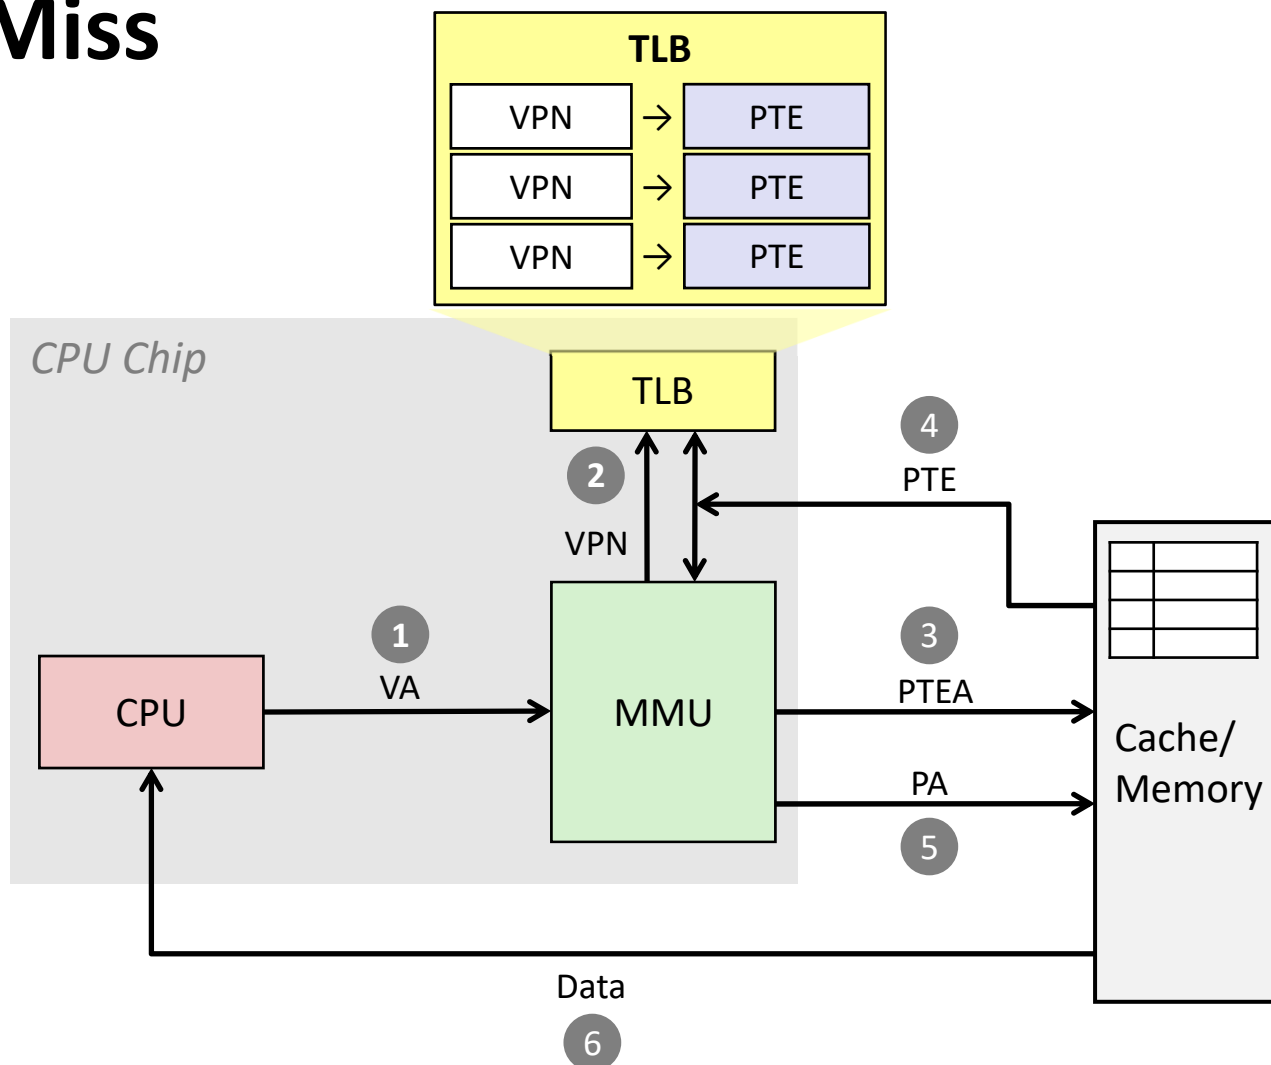 Miss
TLB
VPN → PTE
VPN → PTE
VPN → PTE
CPU Chip
TLB
4
2
PTE
VPN
1
3
VA
PTEA
CPU
MMU
Cache/
Memory
PA
5
Data
6